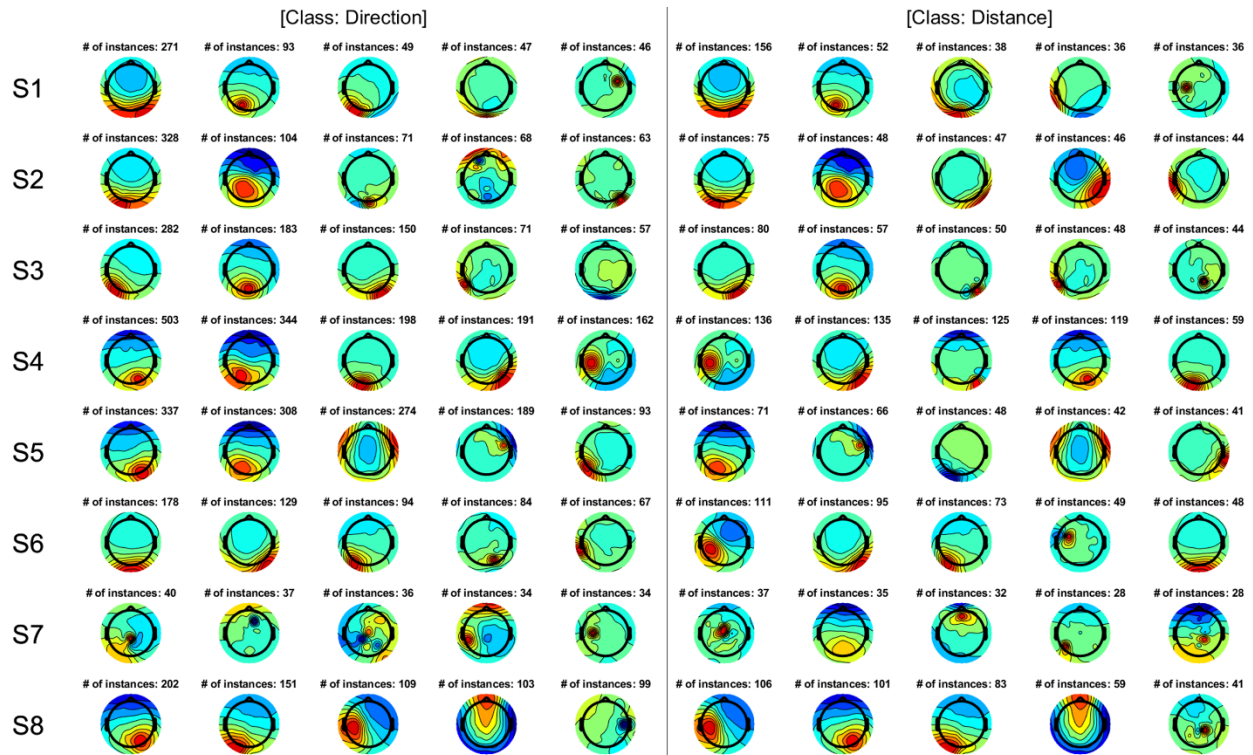 [Class: Direction] [Class: Distance]
# of instances: 271 # of instances: 93 # of instances: 49 # of instances: 47 # of instances: 46 # of instances: 156 # of instances: 52 # of instances: 38 # of instances: 36 # of instances: 36
S1
# of instances: 328 # of instances: 104 # of instances: 71 # of instances: 68 # of instances: 63 # of instances: 75 # of instances: 48 # of instances: 47 # of instances: 46 # of instances: 44
S2
# of instances: 282 # of instances: 183 # of instances: 150 # of instances: 71 # of instances: 57 # of instances: 80 # of instances: 57 # of instances: 50 # of instances: 48 # of instances: 44
S3
# of instances: 503 # of instances: 344 # of instances: 198 # of instances: 191 # of instances: 162 # of instances: 136 # of instances: 135 # of instances: 125 # of instances: 119 # of instances: 59
S4
# of instances: 337 # of instances: 308 # of instances: 274 # of instances: 189 # of instances: 93 # of instances: 71 # of instances: 66 # of instances: 48 # of instances: 42 # of instances: 41
S5
# of instances: 178 # of instances: 129 # of instances: 94 # of instances: 84 # of instances: 67 # of instances: 111 # of instances: 95 # of instances: 73 # of instances: 49 # of instances: 48
S6
# of instances: 40 # of instances: 37 # of instances: 36 # of instances: 34 # of instances: 34 # of instances: 37 # of instances: 35 # of instances: 32 # of instances: 28 # of instances: 28
S7
# of instances: 202 # of instances: 151 # of instances: 109 # of instances: 103 # of instances: 99 # of instances: 106 # of instances: 101 # of instances: 83 # of instances: 59 # of instances: 41
S8